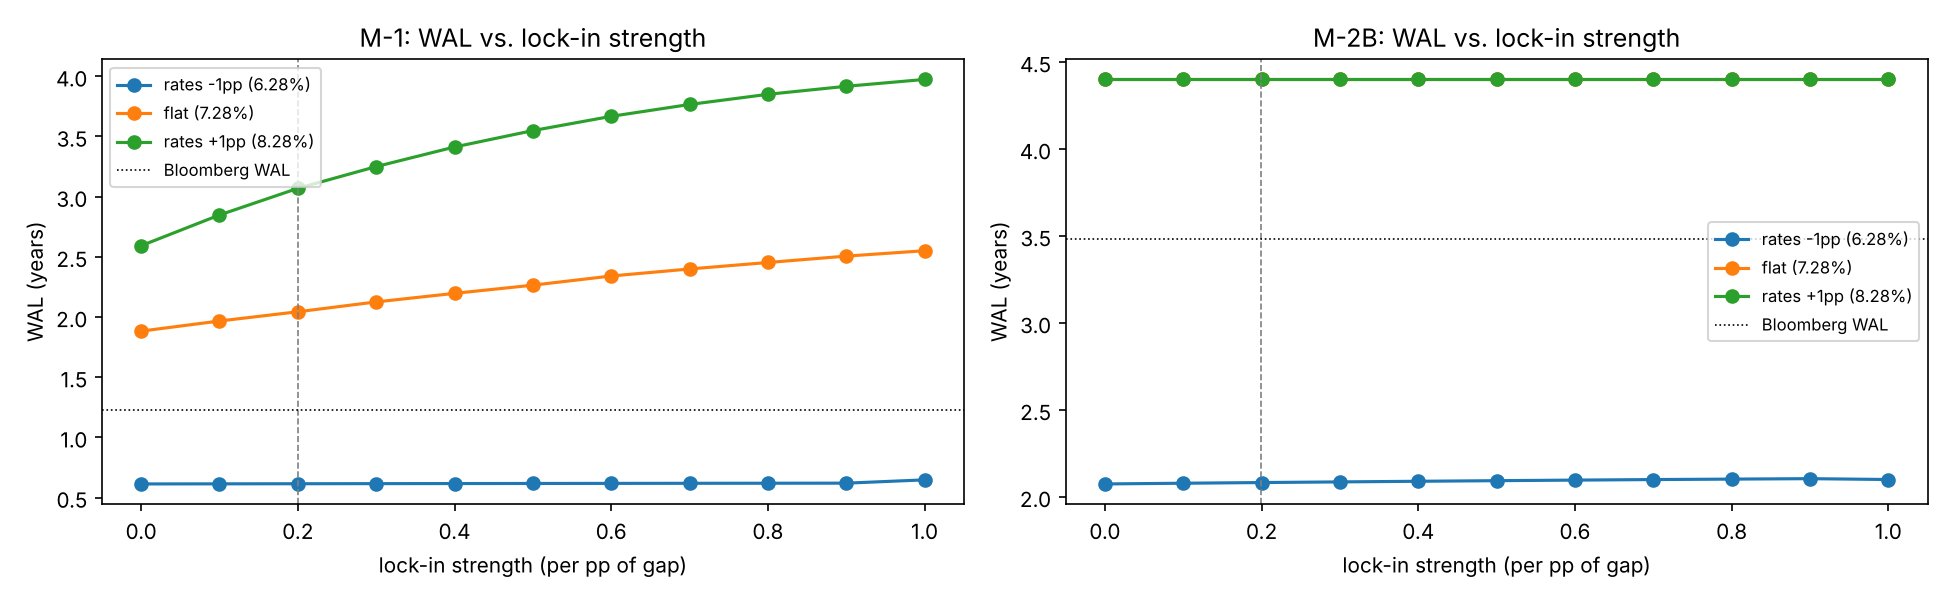 M-1: WAL vs. lock-in strength
WAL (years)
4.0
3.5
3.0
2.5
2.0
1.5
1.0
0.5
rates -1pp (6.28%)
flat (7.28%)
rates +1pp (8.28%)
Bloomberg WAL
0.0 0.2 0.4 0.6 0.8 1.0
lock-in strength (per pp of gap)
M-2B: WAL vs. lock-in strength
WAL (years)
4.5
4.0
3.5
3.0
2.5
2.0
rates -1pp (6.28%)
flat (7.28%)
rates +1pp (8.28%)
Bloomberg WAL
0.0 0.2 0.4 0.6 0.8 1.0
lock-in strength (per pp of gap)